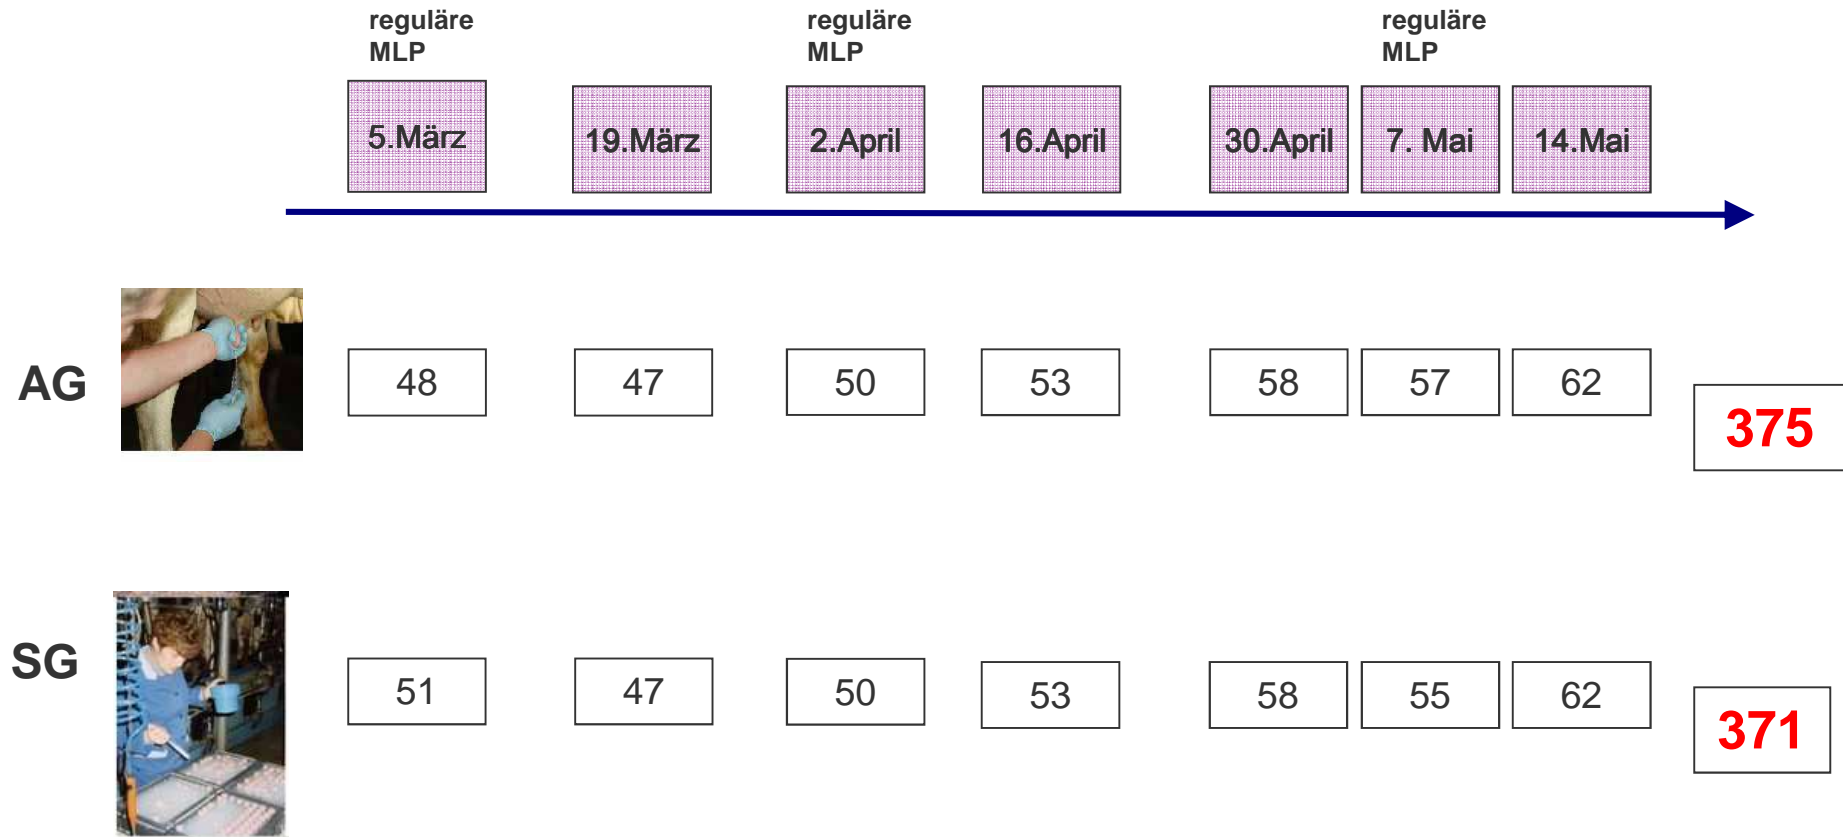 reguläre
MLP
reguläre
MLP
reguläre
MLP
5.März
19.März
2.April
16.April
30.April
7. Mai
14.Mai
AG
48
47
50
53
58
57
62
375
SG
51
47
50
53
58
55
62
371